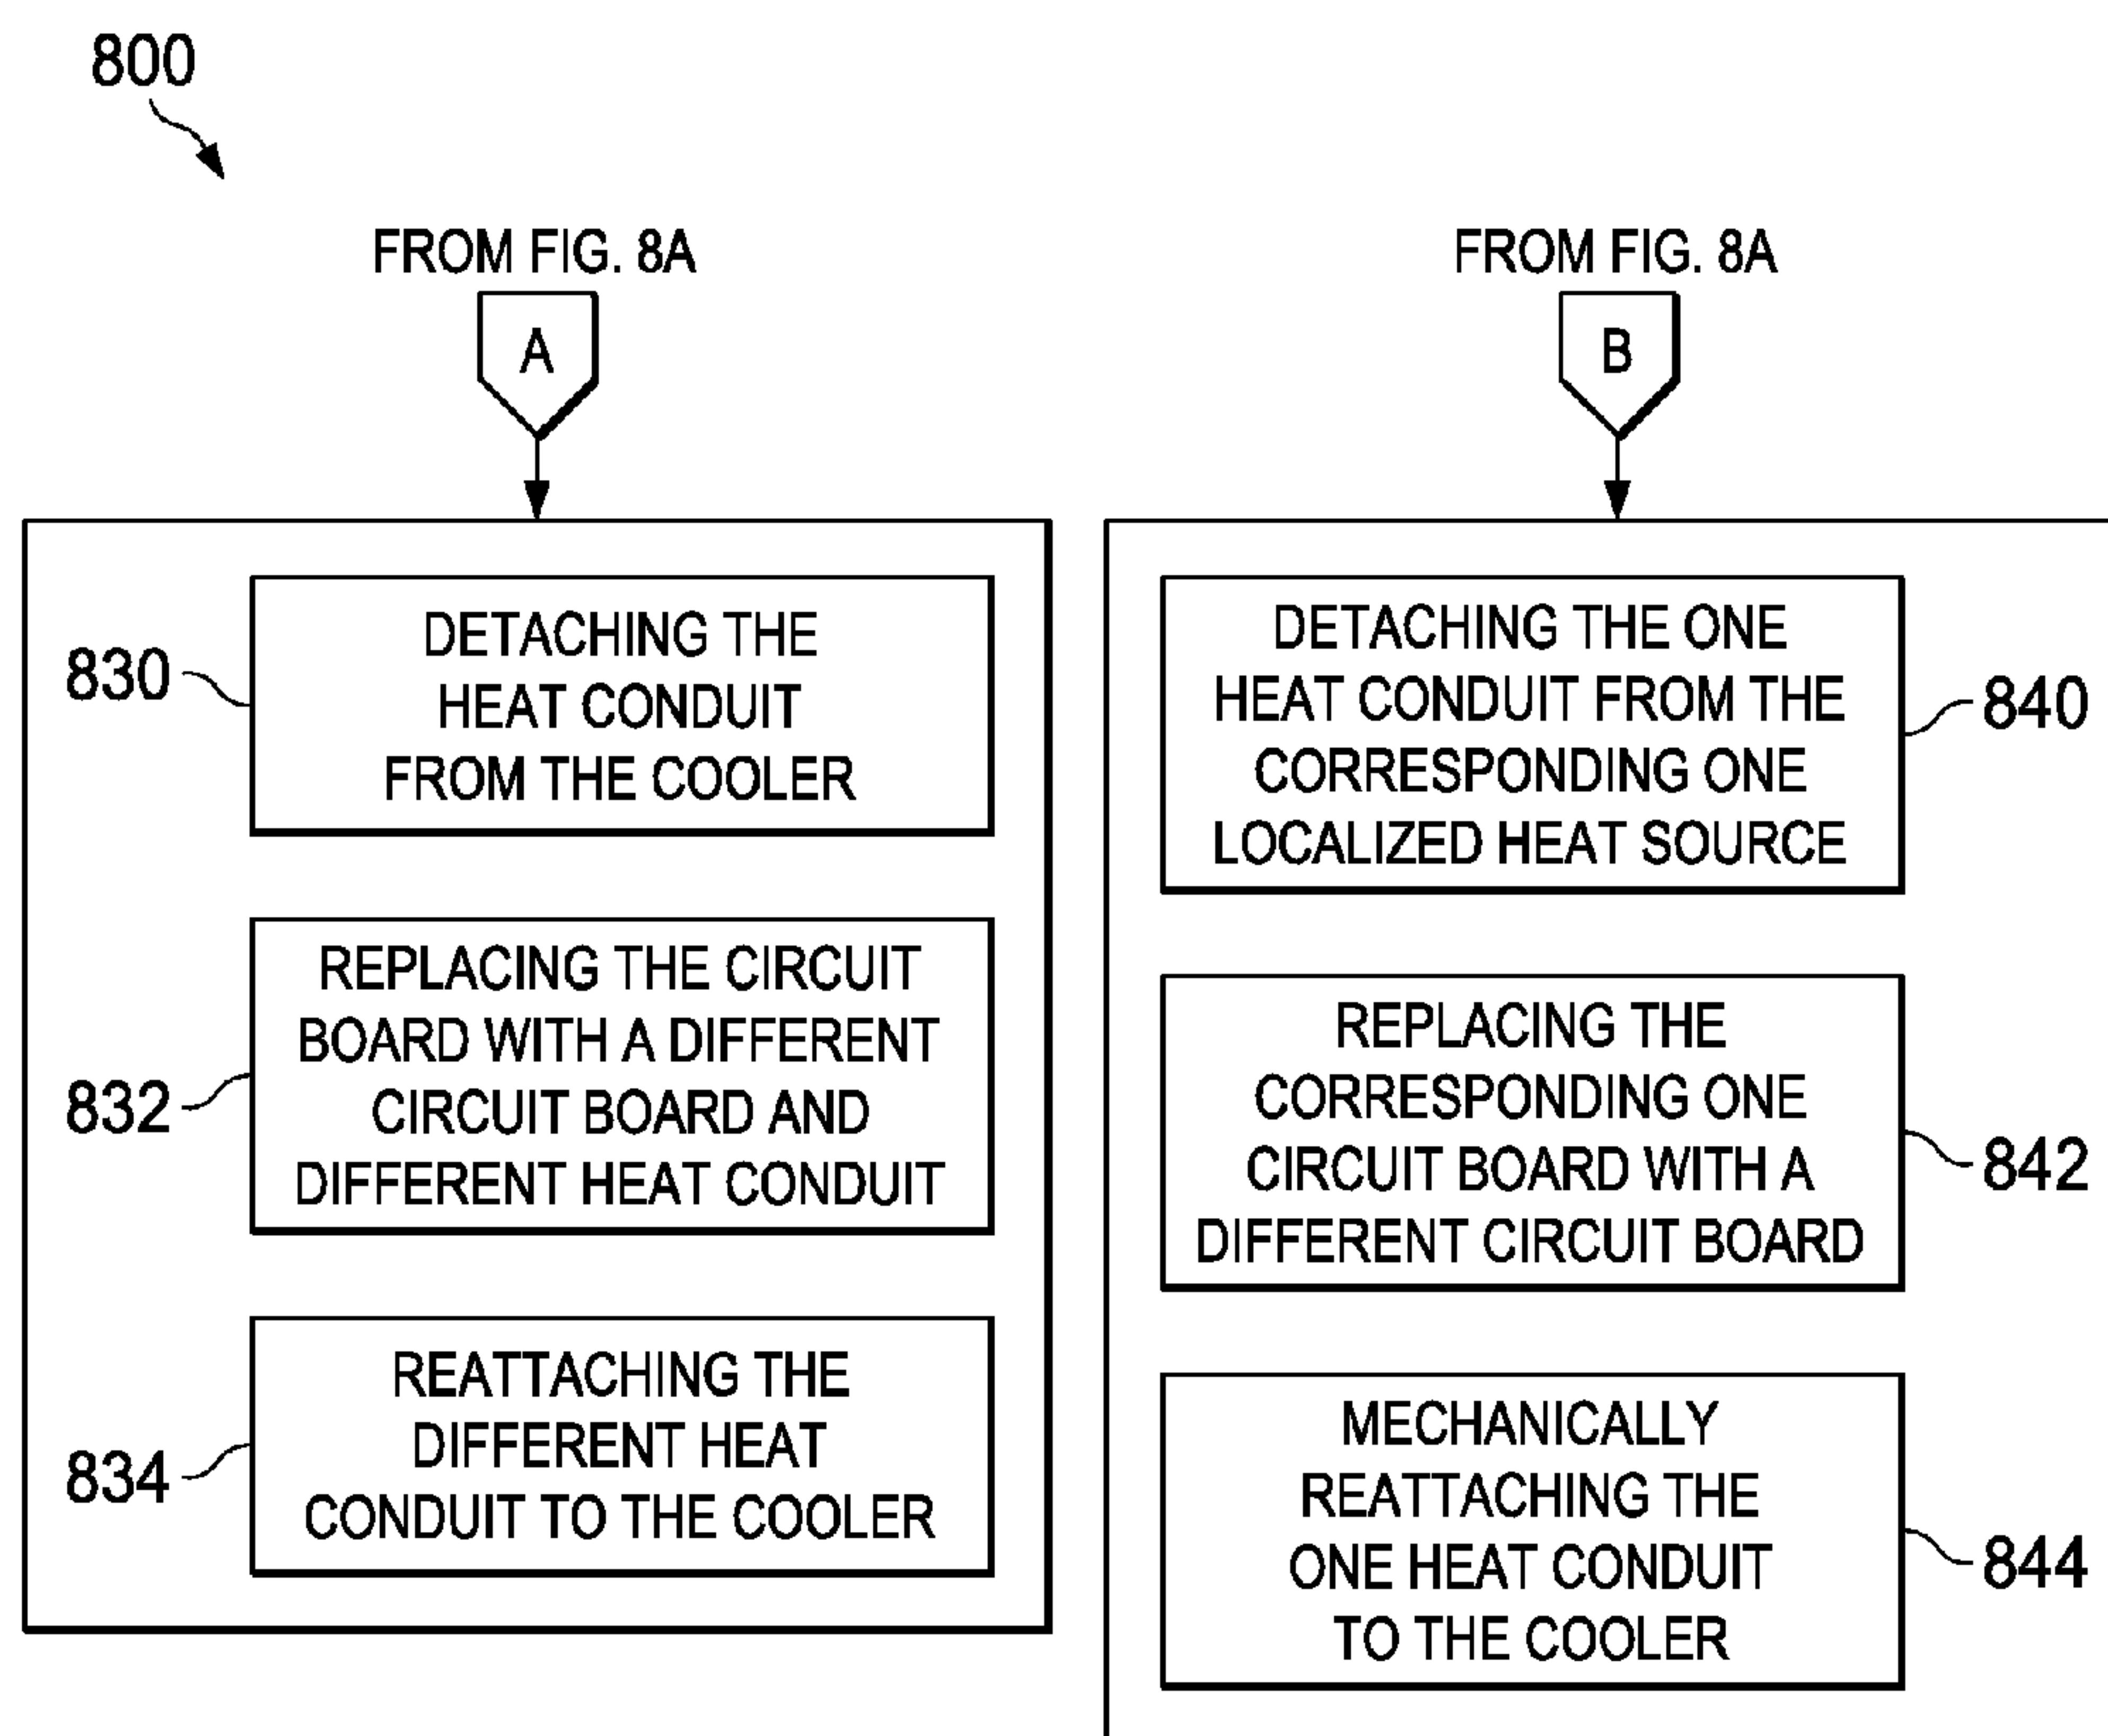 800
FROM FIG. 8A
A
830
DETACHING THE
HEAT CONDUIT
FROM THE COOLER
832
REPLACING THE CIRCUIT
BOARD WITH A DIFFERENT
CIRCUIT BOARD AND
DIFFERENT HEAT CONDUIT
834
REATTACHING THE
DIFFERENT HEAT
CONDUIT TO THE COOLER
FROM FIG. 8A
B
DETACHING THE ONE
HEAT CONDUIT FROM THE
CORRESPONDING ONE
LOCALIZED HEAT SOURCE
840
REPLACING THE
CORRESPONDING ONE
CIRCUIT BOARD WITH A
DIFFERENT CIRCUIT BOARD
842
MECHANICALLY
REATTACHING THE
ONE HEAT CONDUIT
TO THE COOLER
844